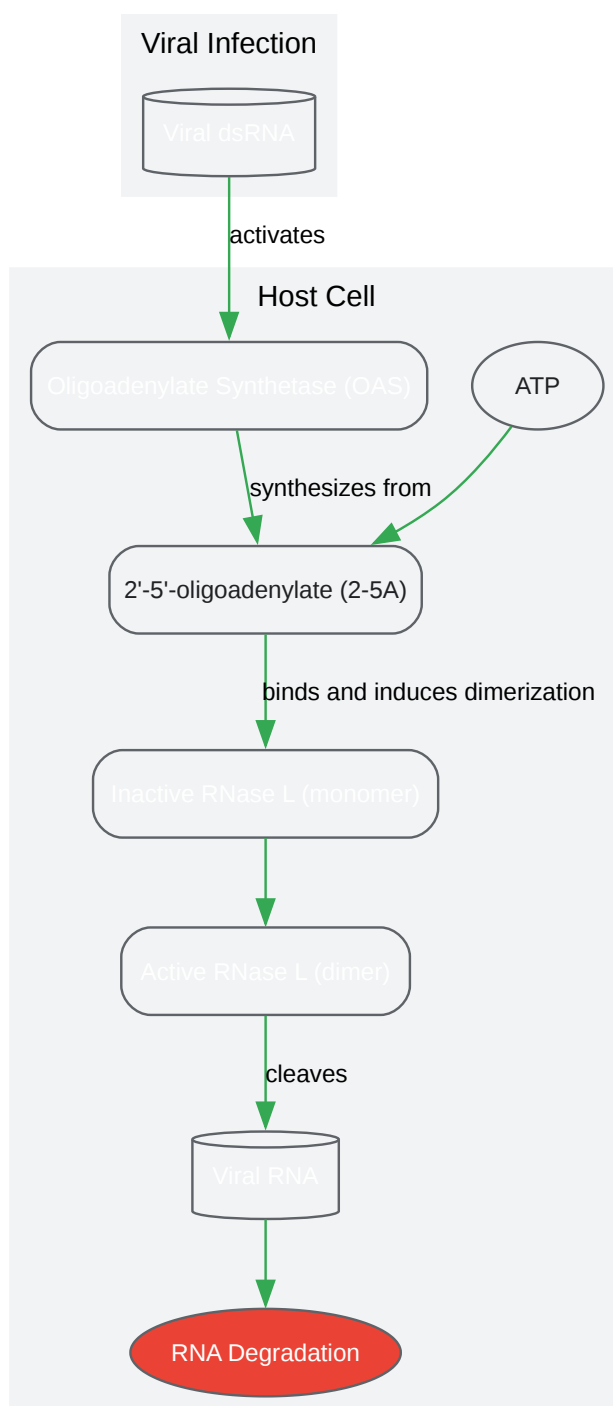 Viral Infection
Viral dsRNA
activates
Host Cell
Oligoadenylate Synthetase (OAS)
ATP
synthesizes from
2'-5'-oligoadenylate (2-5A)
binds and induces dimerization
Inactive RNase L (monomer)
Active RNase L (dimer)
cleaves
Viral RNA
RNA Degradation